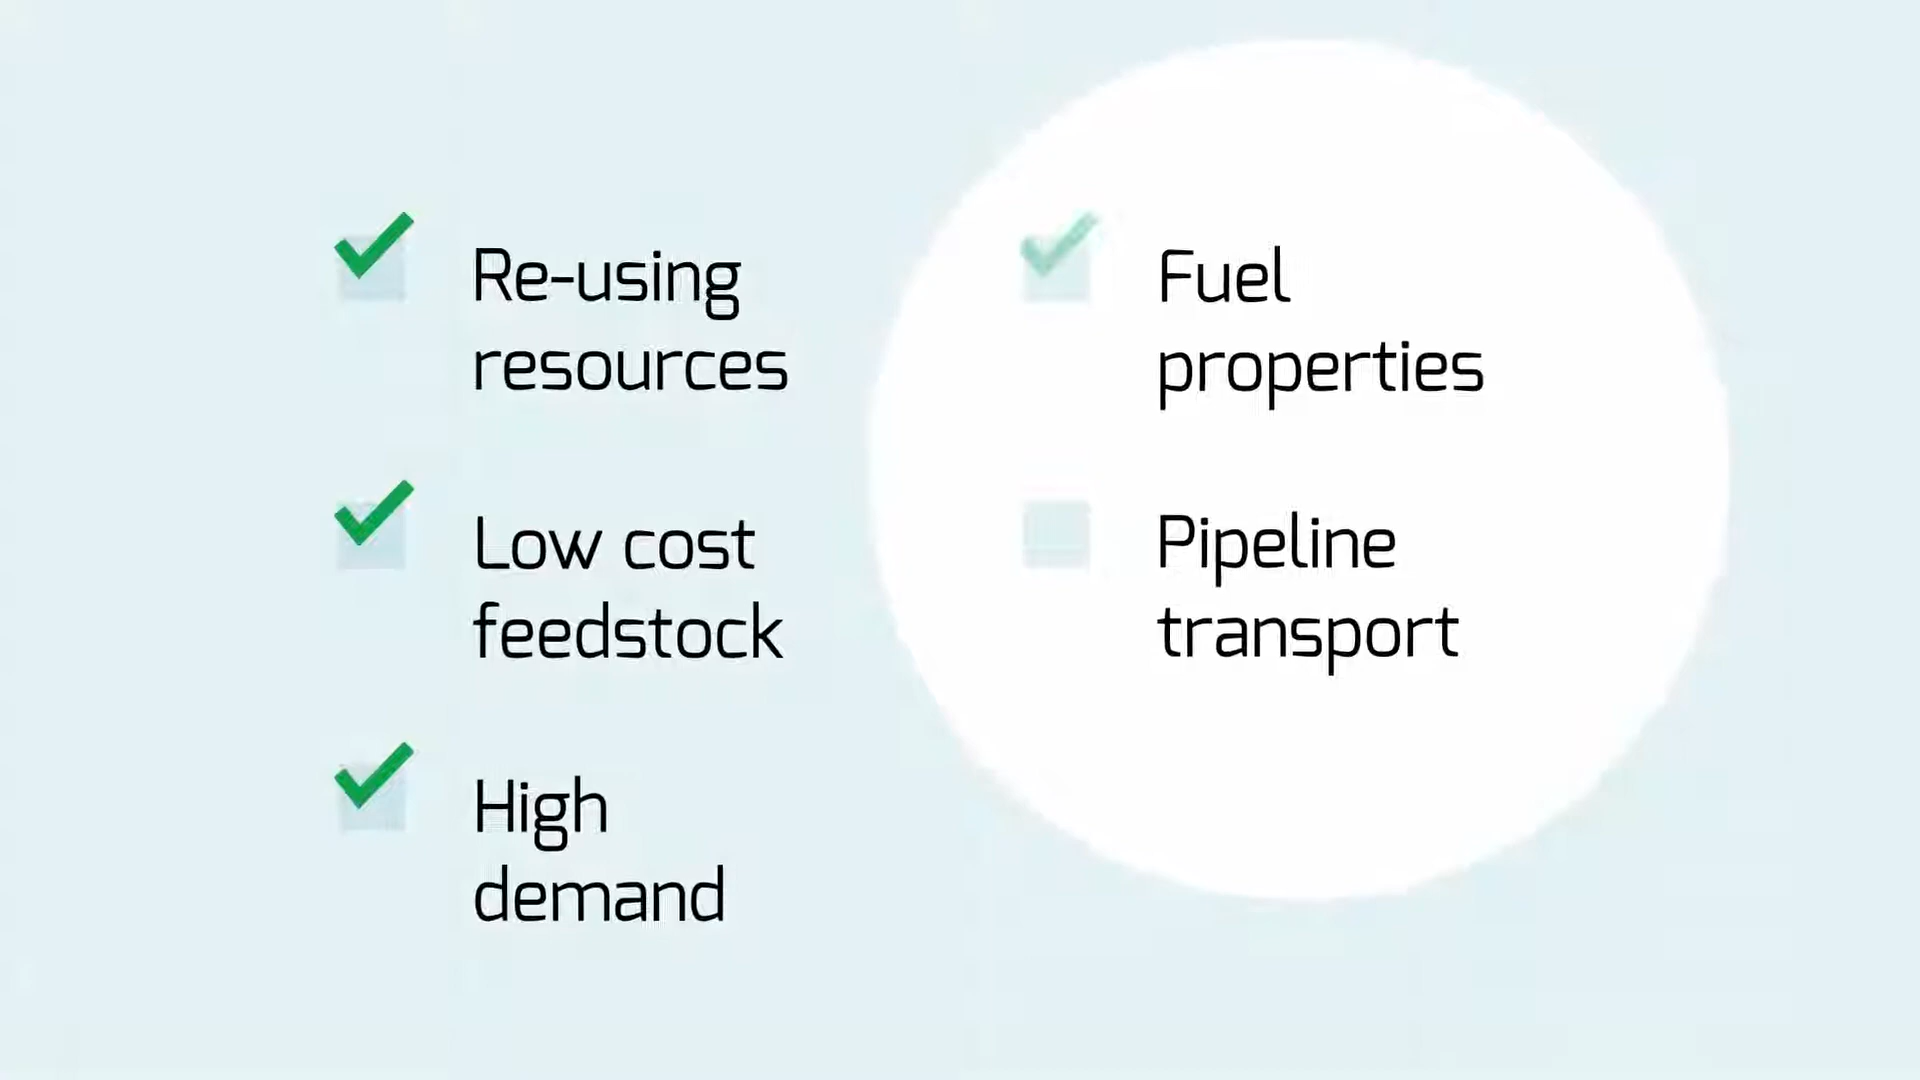 Re-using
resources
Low cost
feedstock
High
demand
Fuel
properties
Pipeline
transport